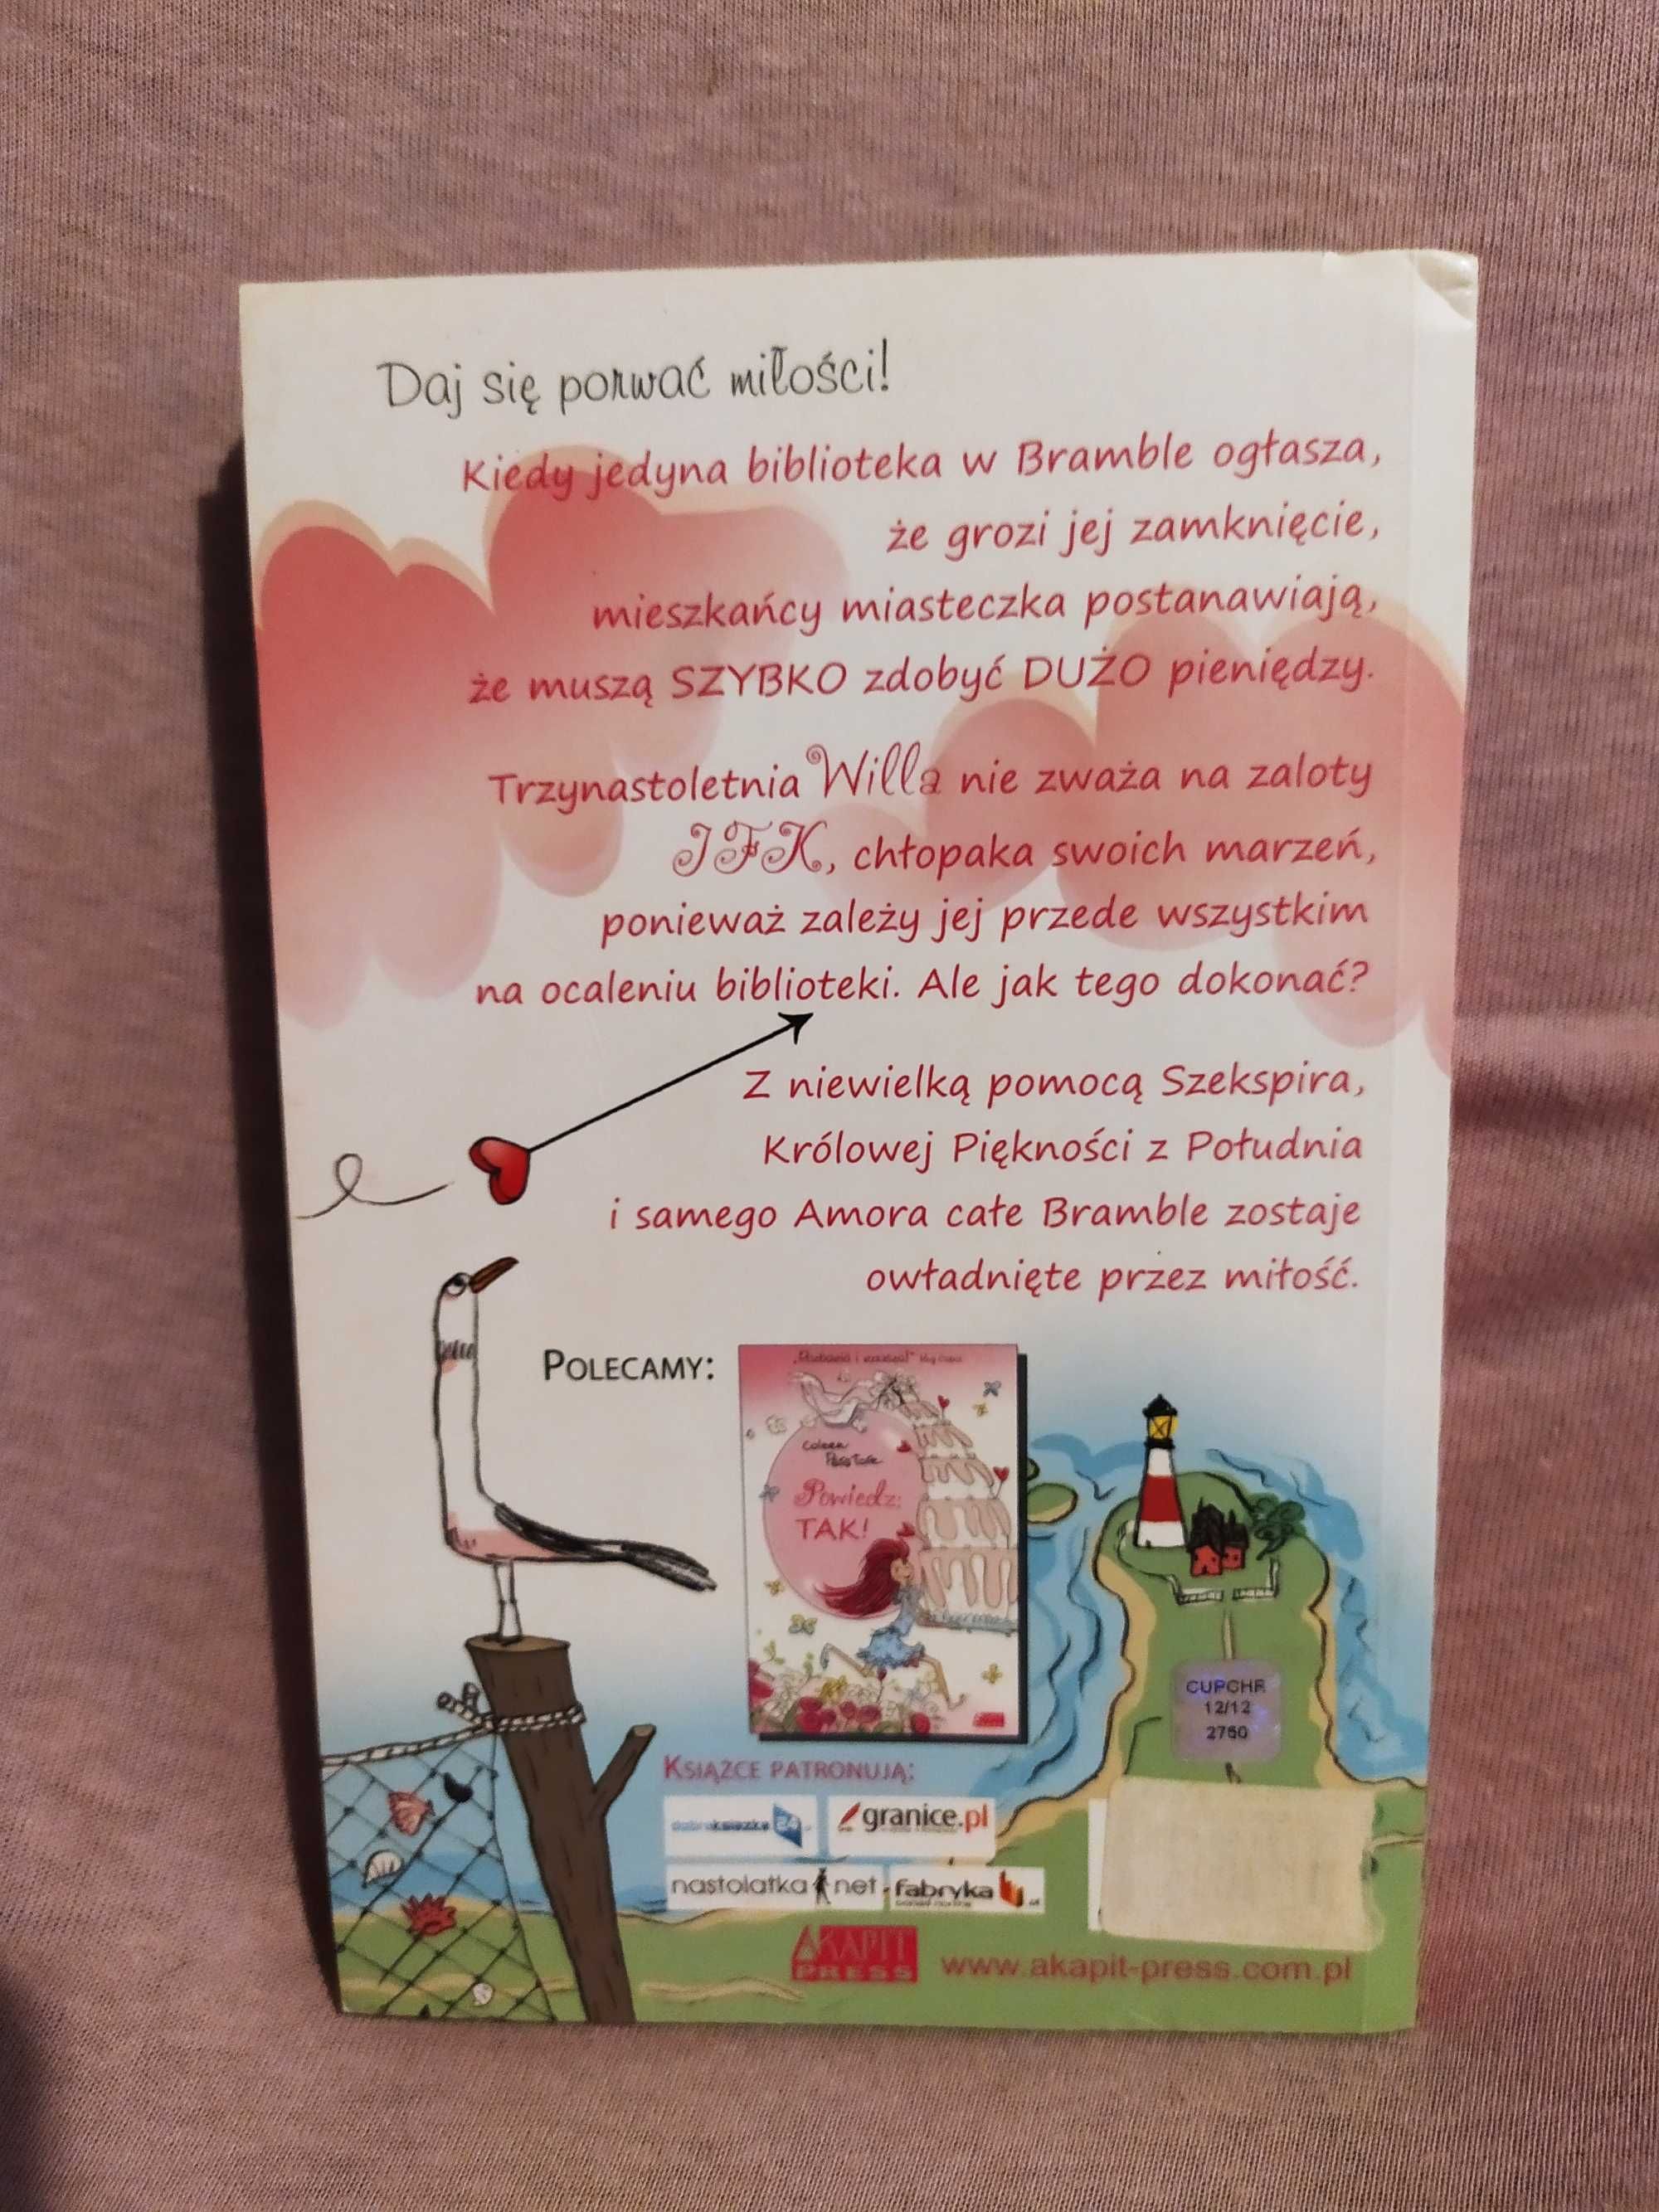 Daj się porwać miłości!
Kiedy jedyna biblioteka w Bramble ogłasza,
że grozi jej zamknięcie,
mieszkańcy miasteczka postanawiają,
że muszą SZYBKO zdobyć DUŻO pieniędzy.
Trzynastoletnia Willa nie zważa na zaloty
JFK, chłopaka swoich marzeń,
ponieważ zależy jej przede wszystkim
na ocaleniu biblioteki. Ale jak tego dokonać?
Z niewielką pomocą Szekspira,
Królowej Piękności z Południa
i samego Amora całe Bramble zostaje
owładnięte przez miłość.
POLECAMY:
Powiedz:
TAK!
CUPCHR
12/12
2760
KSIĄŻCE PATRONUJĄ:
granice.pl
nastolatka net
fabryka
AKAPIT
PRESS
www.akapit-press.com.pl